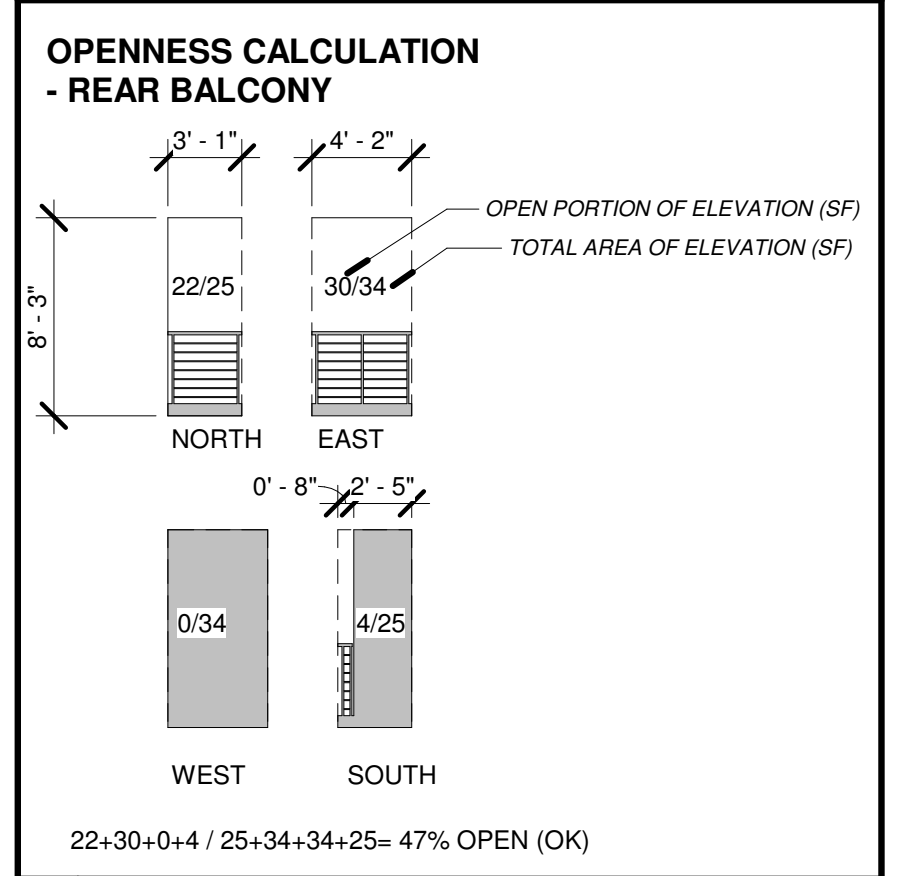 OPENNESS CALCULATION
- REAR BALCONY
3' - 1"
4' - 2"
OPEN PORTION OF ELEVATION (SF)
TOTAL AREA OF ELEVATION (SF)
22/25
30/34
8' - 3"
NORTH
EAST
0' - 8"
2' - 5"
0/34
4/25
WEST
SOUTH
22+30+0+4 / 25+34+34+25= 47% OPEN (OK)